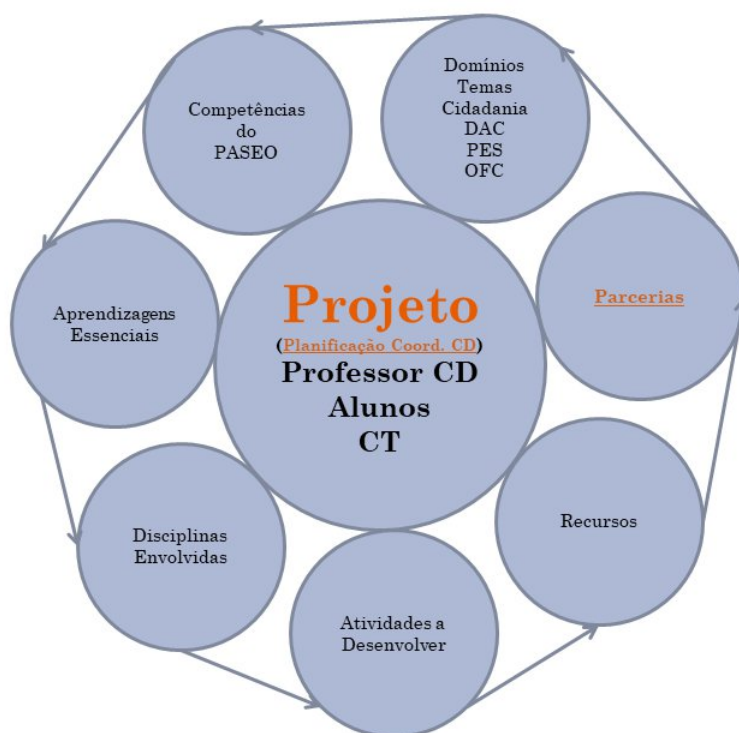 Competências
do
PASEO
Domínios
Temas
Cidadania
DAC
PES
OFC
Aprendizagens
Essenciais
Projeto
(Planificação Coord. CD)
Professor CD
Alunos
CT
Parcerias
Disciplinas
Envolvidas
Recursos
Atividades a
Desenvolver